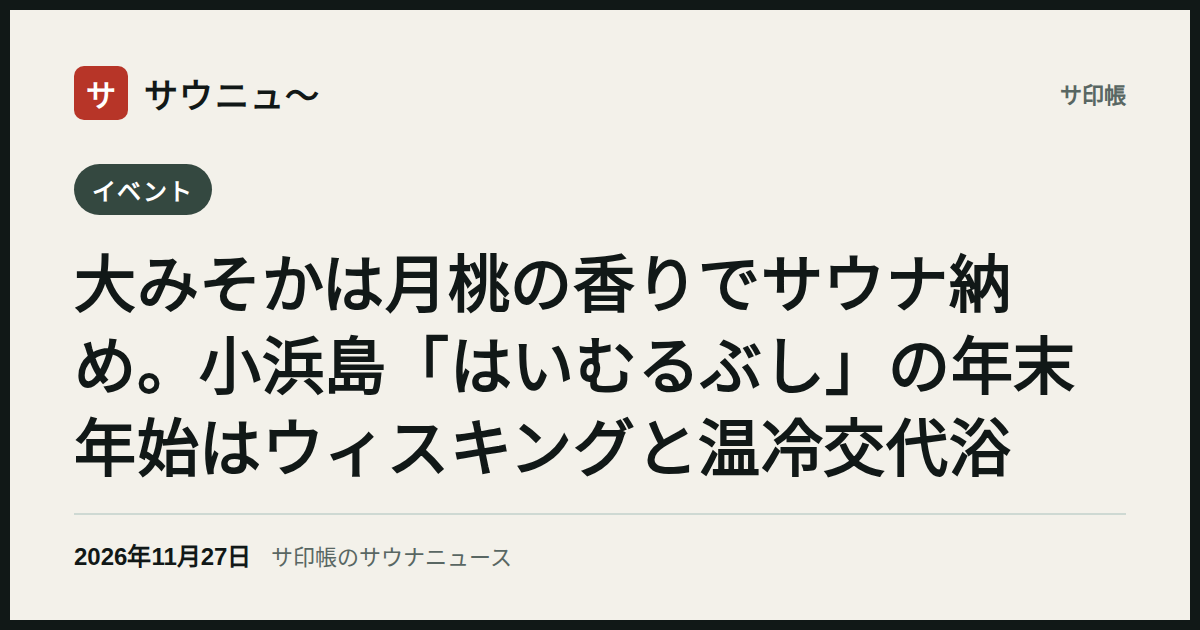 サ サウニュ〜
サ印帳
イベント
大みそかは月桃の香りでサウナ納
め。小浜島「はいむるぶし」の年末
年始はウィスキングと温冷交代浴
2026年11月27日 サ印帳のサウナニュース